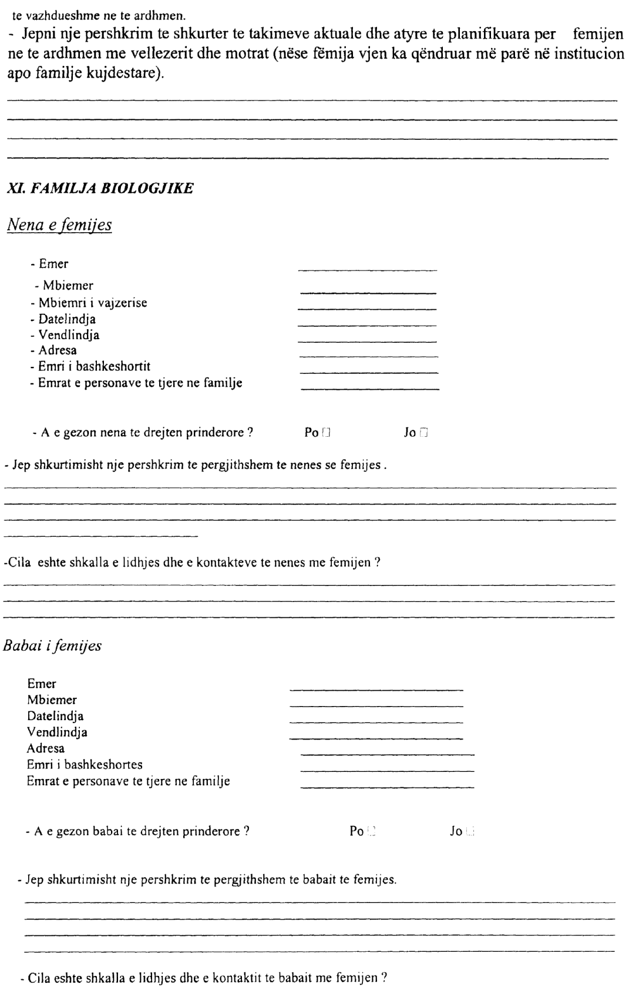 te vazhdueshme ne te ardhmen.
- Jepni nje pershkrim te shkurter te takimeve aktuale dhe atyre te planifikuara per femijen
ne te ardhmen me vellezerit dhe motrat (nëse fëmija vjen ka qëndruar më parë në institucion
apo familje kujdestare).
XI. FAMILJA BIOLOGJIKE
Nena e femijes
- Emer
- Mbiemer
- Mbiemri i vajzerise
- Datelindja
- Vendlindja
- Adresa
- Emri i bashkeshortit
- Emrat e personave te tjere ne familje
- A e gezon nena te drejten prinderore ? Po □ Jo □
- Jep shkurtimisht nje pershkrim te pergjithshem te nenes se femijes .
-Cila eshte shkalla e lidhjes dhe e kontakteve te nenes me femijen ?
Babai i femijes
Emer
Mbiemer
Datelindja
Vendlindja
Adresa
Emri i bashkeshortes
Emrat e personave te tjere ne familje
- A e gezon babai te drejten prinderore ? Po □ Jo □
- Jep shkurtimisht nje pershkrim te pergjithshem te babait te femijes.
- Cila eshte shkalla e lidhjes dhe e kontaktit te babait me femijen ?